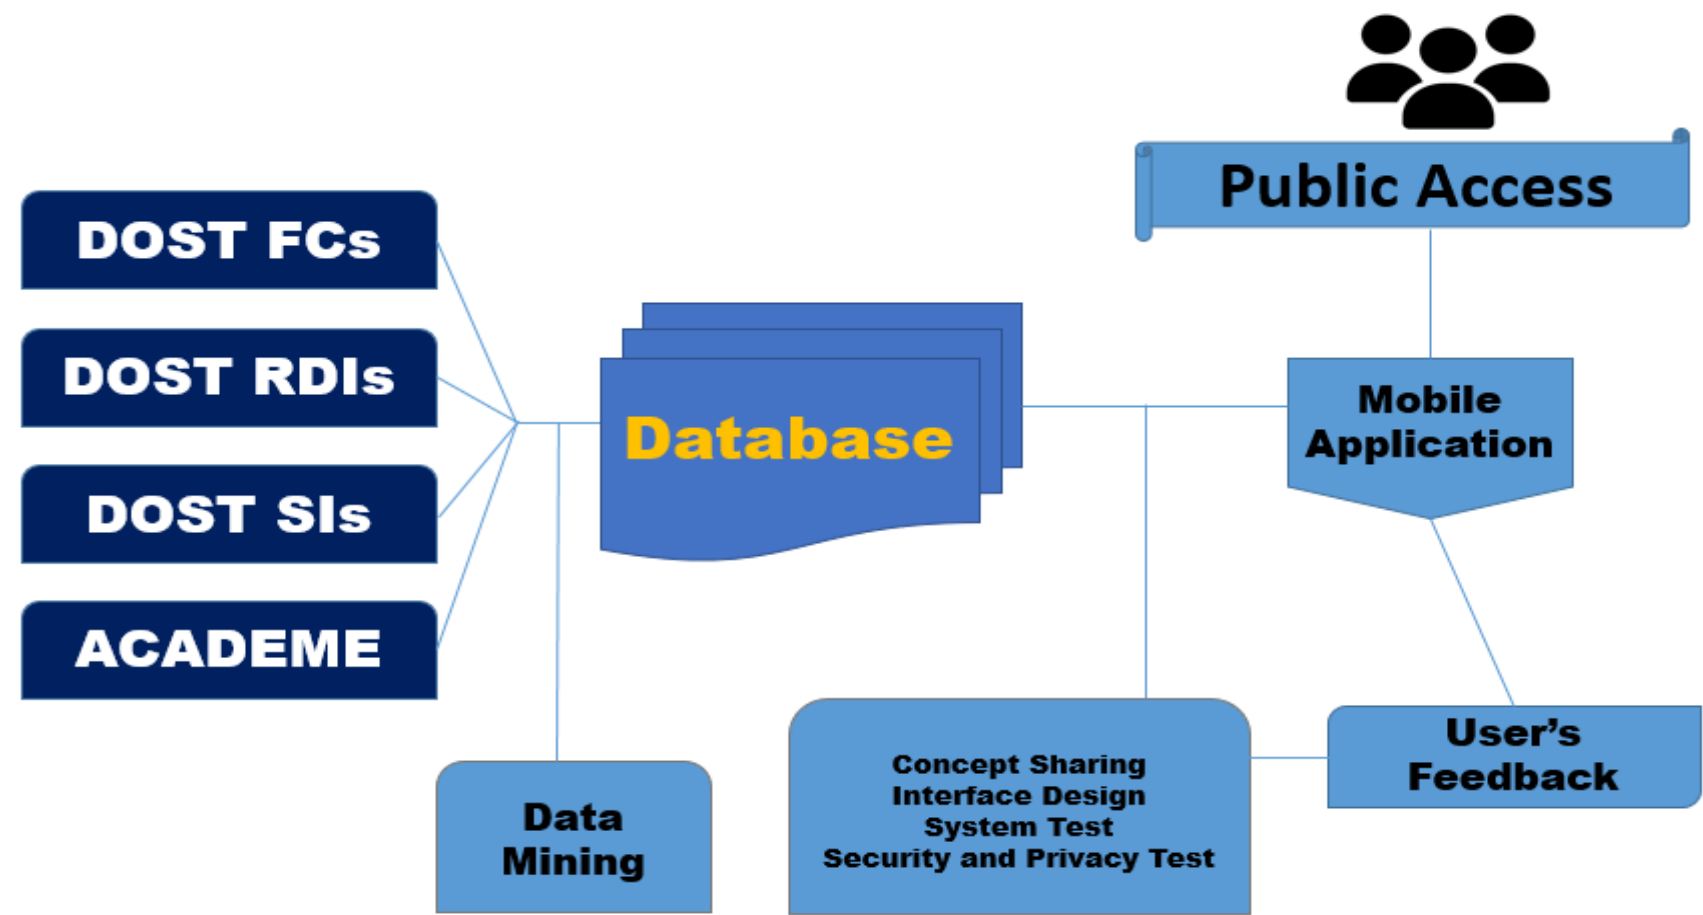 Public Access
DOST FCs
DOST RDIs
DOST SIs
ACADEME
Database
Mobile
Application
Data
Mining
Concept Sharing
Interface Design
System Test
Security and Privacy Test
User’s
Feedback